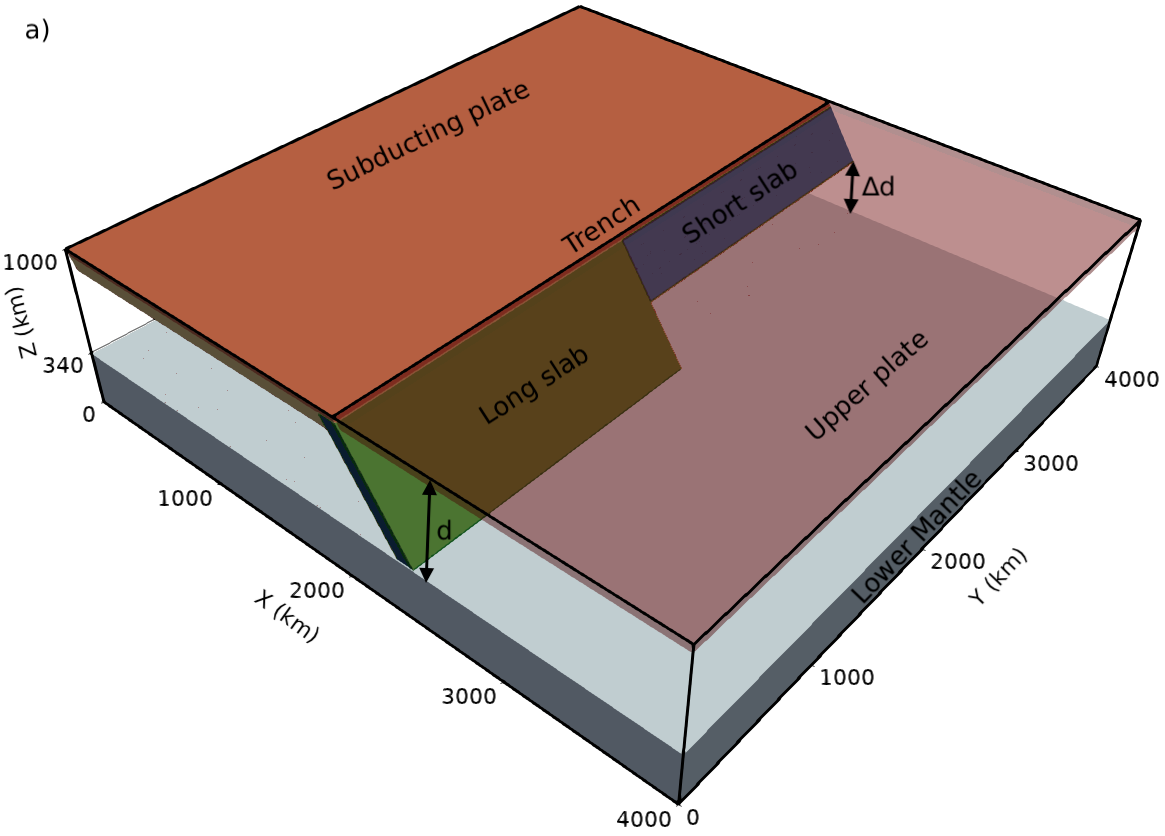 a)
Subducting plate
Trench
Short slab
Δd
Long slab
Upper plate
d
Lower Mantle
1000
Z (km)
340
0
1000
2000
X (km)
3000
4000
0
1000
2000
Y (km)
3000
4000